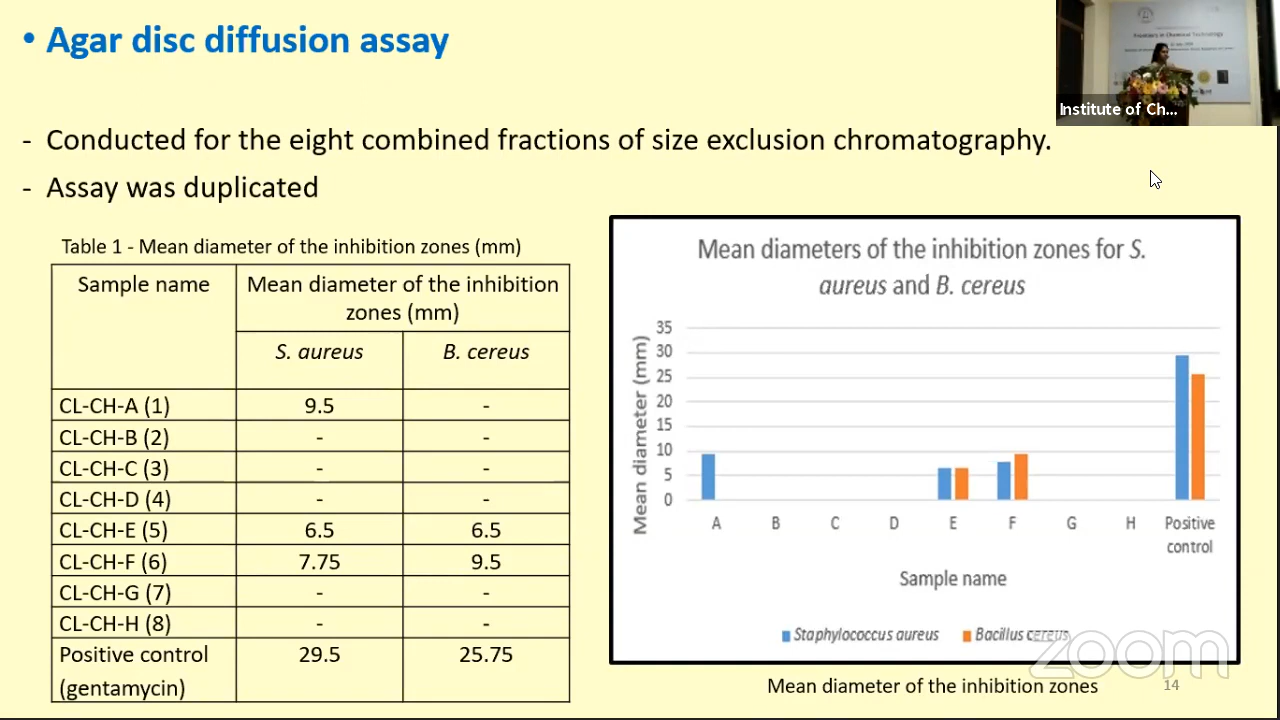 • Agar disc diffusion assay
Frontiers in Chemical Technology
Institute of Ch...
- Conducted for the eight combined fractions of size exclusion chromatography.
- Assay was duplicated
Table 1 - Mean diameter of the inhibition zones (mm)
Sample name
Mean diameter of the inhibition
zones (mm)
S. aureus
B. cereus
CL-CH-A (1) 9.5 -
CL-CH-B (2) - -
CL-CH-C (3) - -
CL-CH-D (4) - -
CL-CH-E (5) 6.5 6.5
CL-CH-F (6) 7.75 9.5
CL-CH-G (7) - -
CL-CH-H (8) - -
Positive control 29.5 25.75
(gentamycin)
Mean diameters of the inhibition zones for S.
aureus and B. cereus
Mean diameter (mm)
35
30
25
20
15
10
5
0
A B C D E F G H Positive
control
Sample name
Staphylococcus aureus Bacillus cereus
zoom
Mean diameter of the inhibition zones
14